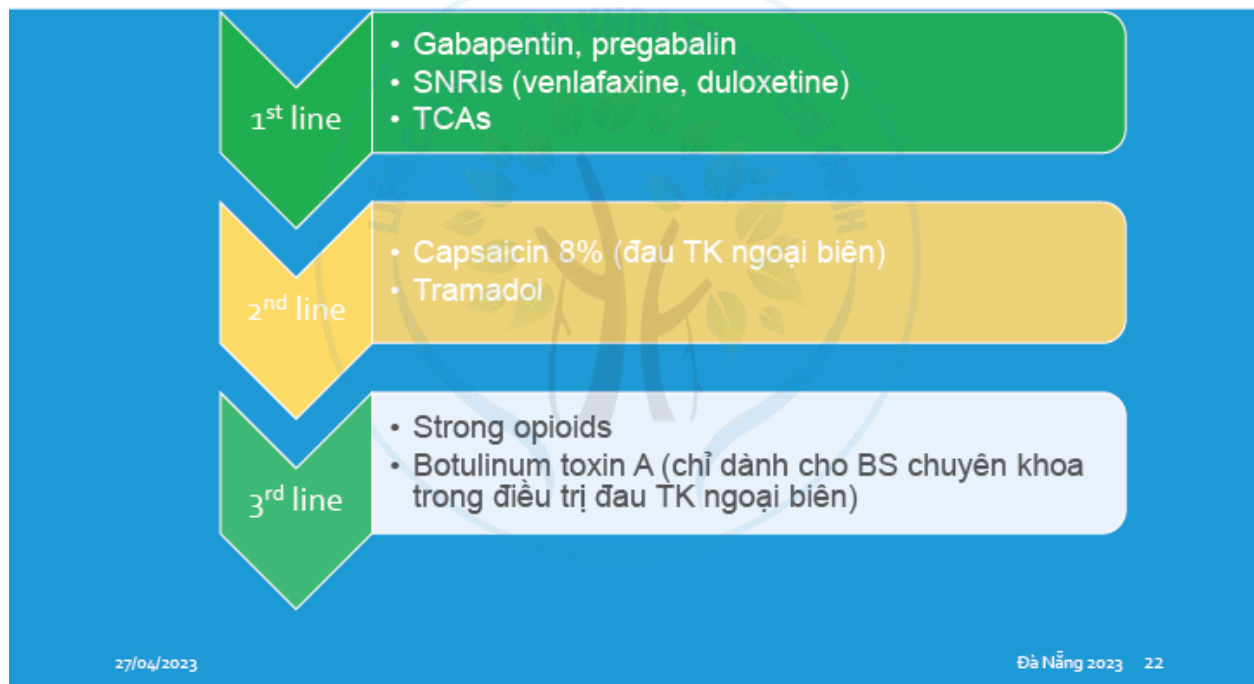 1st line
• Gabapentin, pregabalin
• SNRIs (venlafaxine, duloxetine)
• TCAs
2nd line
• Capsaicin 8% (đau TK ngoại biên)
• Tramadol
3rd line
• Strong opioids
• Botulinum toxin A (chỉ dành cho BS chuyên khoa
trong điều trị đau TK ngoại biên)
27/04/2023
Đà Nẵng 2023 22